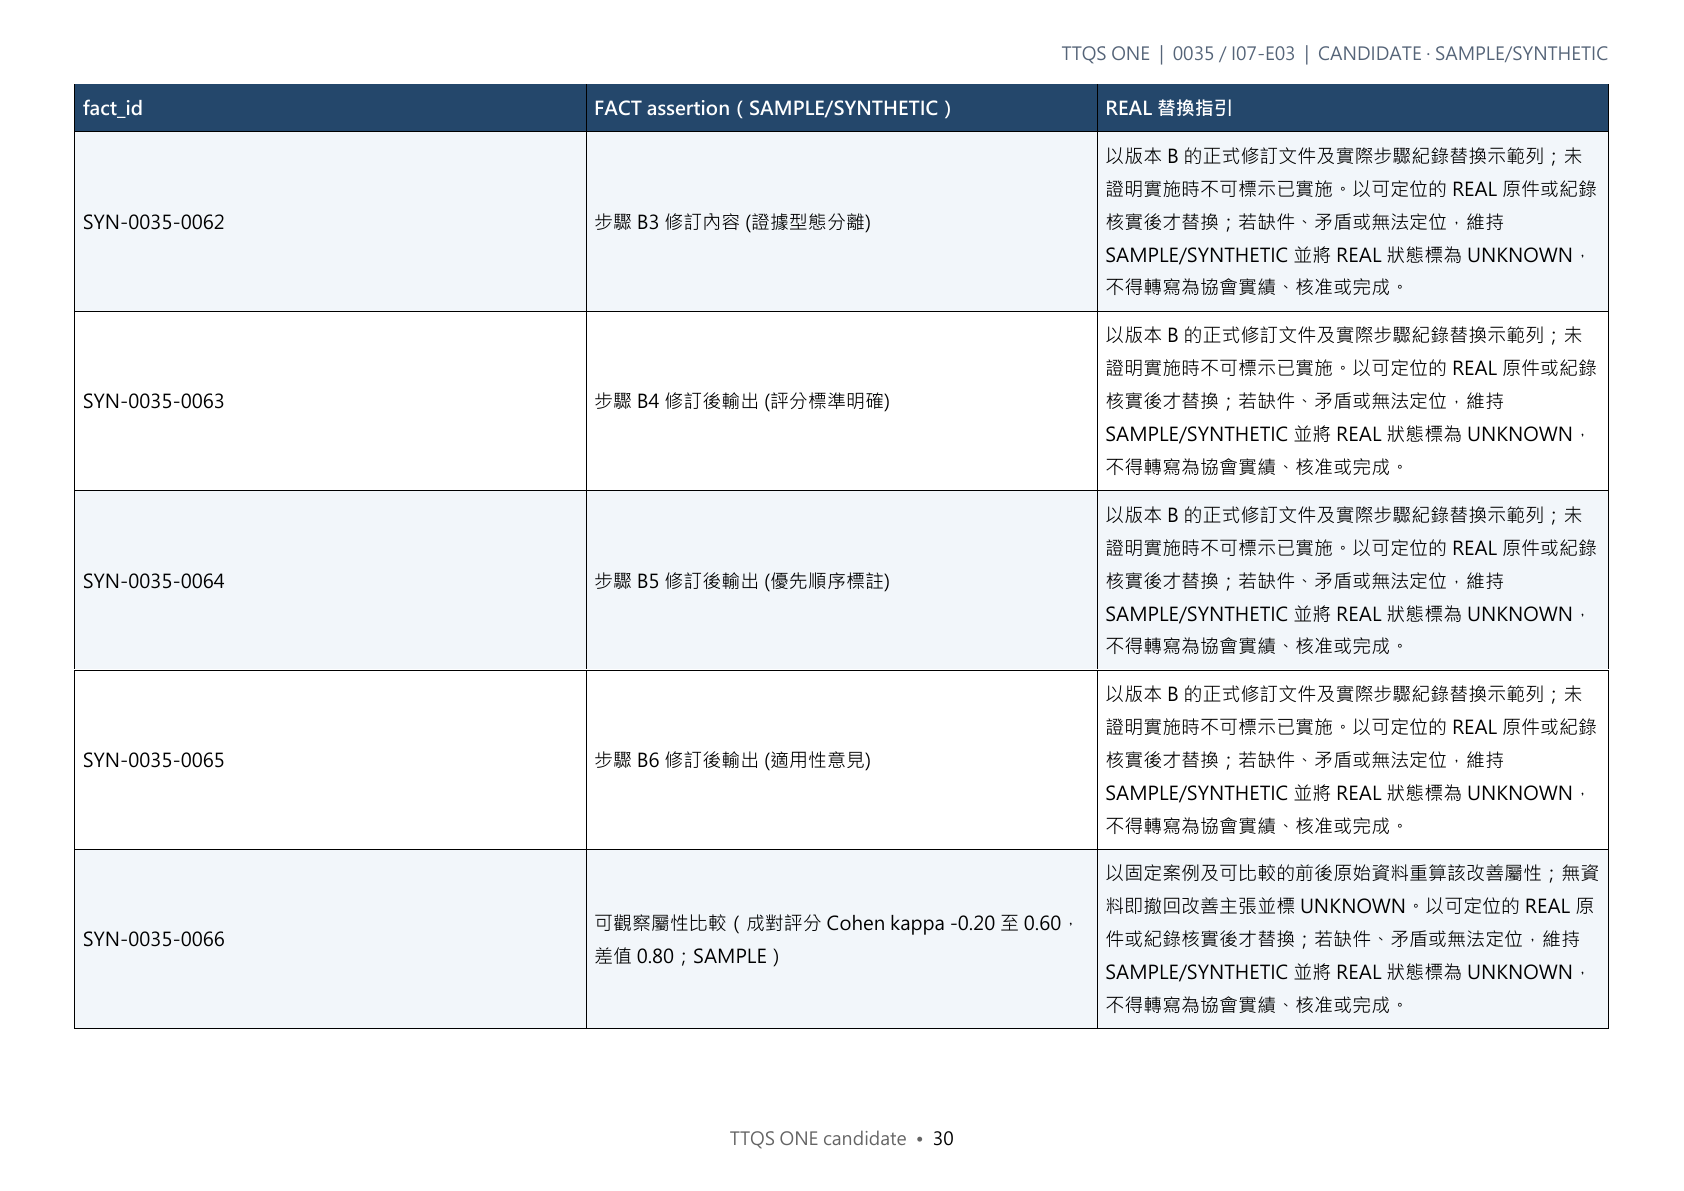 TTQS ONE | 0035 / I07-E03 | CANDIDATE · SAMPLE/SYNTHETIC
fact_id
FACT assertion（SAMPLE/SYNTHETIC）
REAL 替換指引
SYN-0035-0062
步驟 B3 修訂內容 (證據型態分離)
以版本 B 的正式修訂文件及實際步驟紀錄替換示範列；未
證明實施時不可標示已實施。以可定位的 REAL 原件或紀錄
核實後才替換；若缺件、矛盾或無法定位，維持
SAMPLE/SYNTHETIC 並將 REAL 狀態標為 UNKNOWN，
不得轉寫為協會實績、核准或完成。
SYN-0035-0063
步驟 B4 修訂後輸出 (評分標準明確)
以版本 B 的正式修訂文件及實際步驟紀錄替換示範列；未
證明實施時不可標示已實施。以可定位的 REAL 原件或紀錄
核實後才替換；若缺件、矛盾或無法定位，維持
SAMPLE/SYNTHETIC 並將 REAL 狀態標為 UNKNOWN，
不得轉寫為協會實績、核准或完成。
SYN-0035-0064
步驟 B5 修訂後輸出 (優先順序標註)
以版本 B 的正式修訂文件及實際步驟紀錄替換示範列；未
證明實施時不可標示已實施。以可定位的 REAL 原件或紀錄
核實後才替換；若缺件、矛盾或無法定位，維持
SAMPLE/SYNTHETIC 並將 REAL 狀態標為 UNKNOWN，
不得轉寫為協會實績、核准或完成。
SYN-0035-0065
步驟 B6 修訂後輸出 (適用性意見)
以版本 B 的正式修訂文件及實際步驟紀錄替換示範列；未
證明實施時不可標示已實施。以可定位的 REAL 原件或紀錄
核實後才替換；若缺件、矛盾或無法定位，維持
SAMPLE/SYNTHETIC 並將 REAL 狀態標為 UNKNOWN，
不得轉寫為協會實績、核准或完成。
SYN-0035-0066
可觀察屬性比較（成對評分 Cohen kappa -0.20 至 0.60，
差值 0.80；SAMPLE）
以固定案例及可比較的前後原始資料重算該改善屬性；無資
料即撤回改善主張並標 UNKNOWN。以可定位的 REAL 原
件或紀錄核實後才替換；若缺件、矛盾或無法定位，維持
SAMPLE/SYNTHETIC 並將 REAL 狀態標為 UNKNOWN，
不得轉寫為協會實績、核准或完成。
TTQS ONE candidate • 30